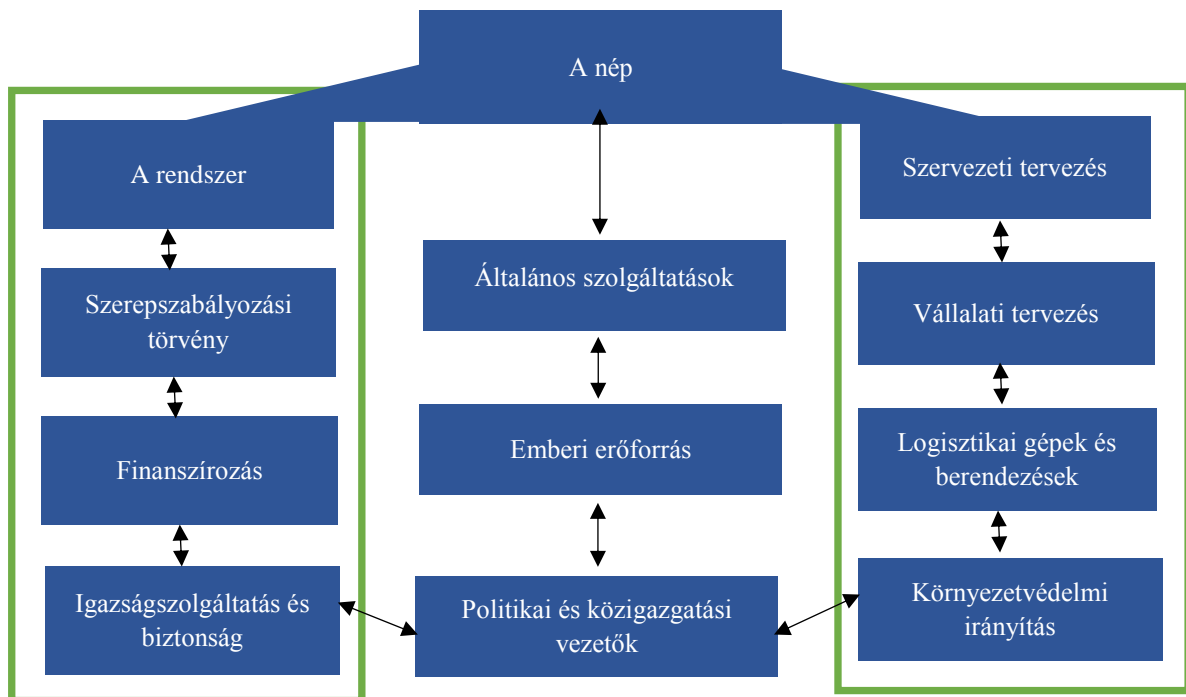 A nép
A rendszer
Szerepszabályozási
törvény
Finanszírozás
Igazságszolgáltatás és
biztonság
Általános szolgáltatások
Emberi erőforrás
Politikai és közigazgatási
vezetők
Szervezeti tervezés
Vállalati tervezés
Logisztikai gépek és
berendezések
Környezetvédelmi
irányítás